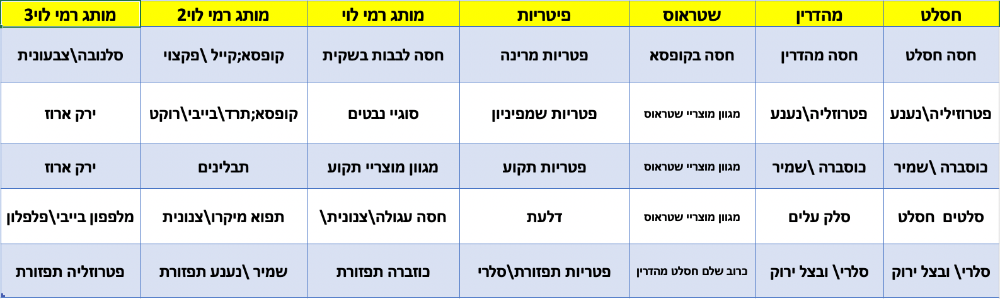 חסלט מהדרין שטראוס פיטריות מותג רמי לוי מותג רמי לוי2 מותג רמי לוי3
חסה חסלט חסה מהדרין חסה בקופסא פטריות מרינה חסה לבבות בשקית קופסא;קייל \פקצוי סלנובה\צבעונית
פטרוזיליה\נענע פטרוזליה\נענע מגוון מוצריי שטראוס פטריות שמפיניון סוגיי נבטים קופסא;תרד\בייבי\רוקט ירק ארוז
כוסברה \שמיר כוסברה \שמיר מגוון מוצריי שטראוס פטריות תקוע מגוון מוצריי תקוע תבלינים ירק ארוז
סלטים חסלט סלק עלים מגוון מוצריי שטראוס דלעת חסה עגולה\צנונית\ תפוא מיקרו\צנונית מלפפון בייבי\פלפלון
סלרי\ ובצל ירוק סלרי\ ובצל ירוק כרוב שלם חסלט מהדרין פטריות תפזורת\סלרי כוזברה תפזורת שמיר \נענע תפזורת פטרוזליה תפזורת